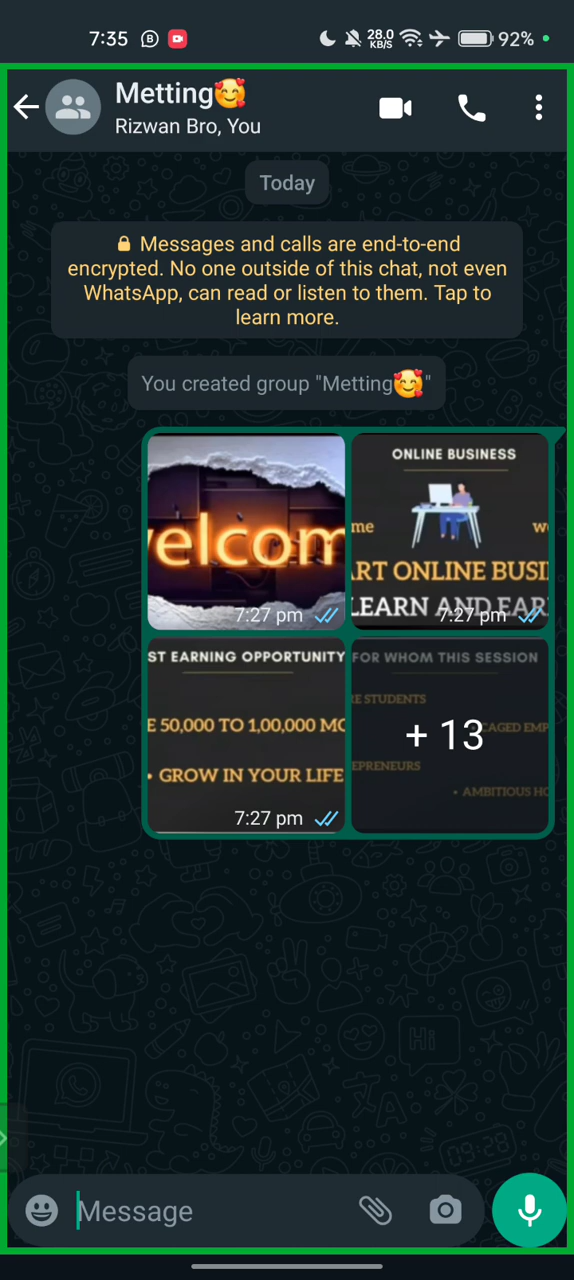 7:35
28.0
KB/S
92%
Metting🥰
Rizwan Bro, You
Today
Messages and calls are end-to-end
encrypted. No one outside of this chat, not even
WhatsApp, can read or listen to them. Tap to
learn more.
You created group "Metting🥰"
elcom
7:27 pm
ONLINE BUSINESS
me
w
RT ONLINE BUSI
LEARN AND EAR
7:27 pm
ST EARNING OPPORTUNITY
E 50,000 TO 1,00,000 MO
• GROW IN YOUR LIFE
7:27 pm
FOR WHOM THIS SESSION
RE STUDENTS
+ 13
GAGED EMP
EPRENEURS
• AMBITIOUS HO
Message